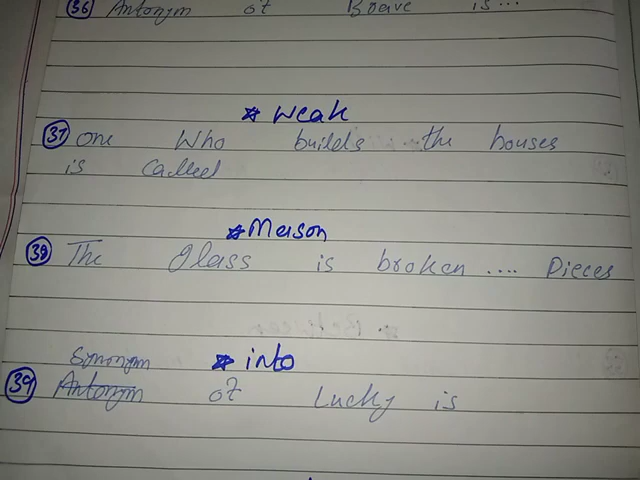 36 Antonym of Brave is...
* Weak
37 One Who builds the houses
is called
* Meison
38 The glass is broken .... Pieces
* into
Synonym
39 Antonym of Lucky is